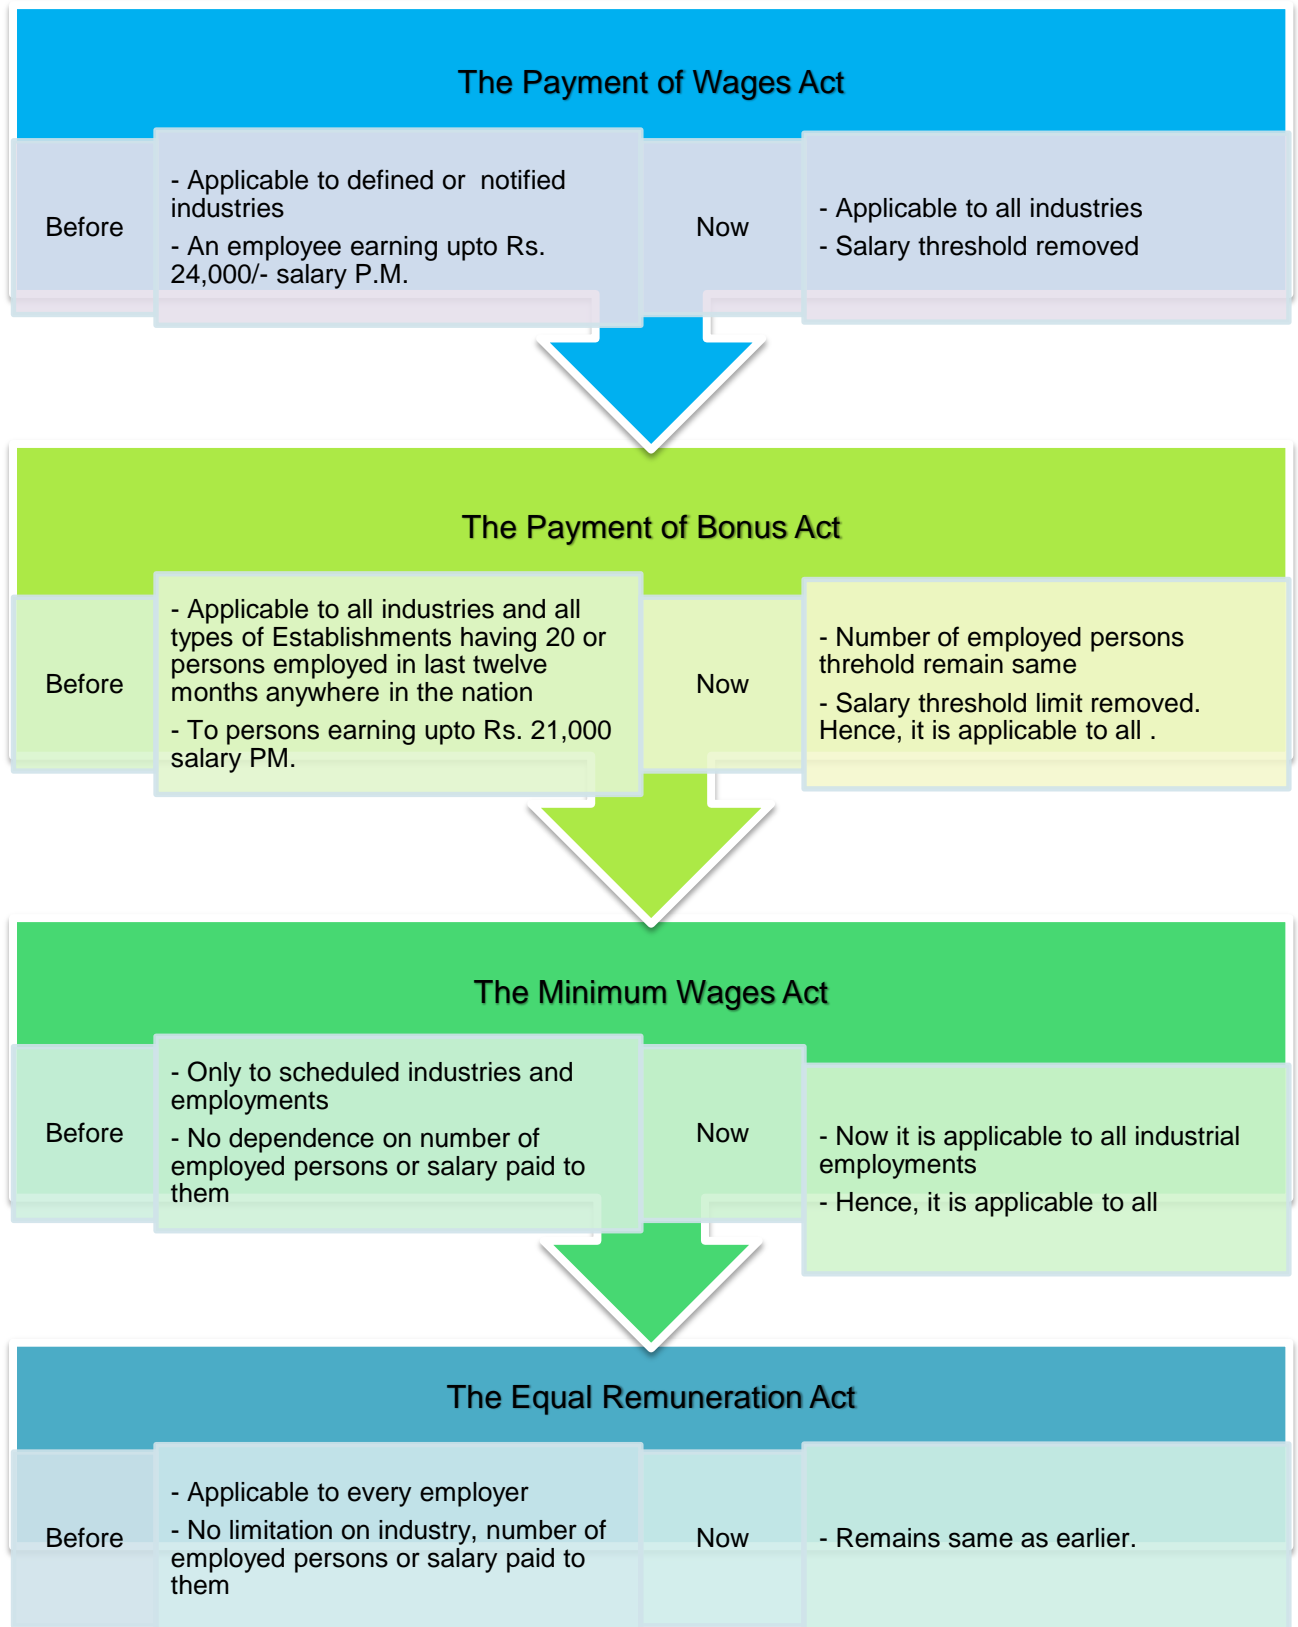 The Payment of Wages Act
Before
- Applicable to defined or notified
industries
- An employee earning upto Rs.
24,000/- salary P.M.
Now
- Applicable to all industries
- Salary threshold removed
The Payment of Bonus Act
Before
- Applicable to all industries and all
types of Establishments having 20 or
persons employed in last twelve
months anywhere in the nation
- To persons earning upto Rs. 21,000
salary PM.
Now
- Number of employed persons
threhold remain same
- Salary threshold limit removed.
Hence, it is applicable to all .
The Minimum Wages Act
Before
- Only to scheduled industries and
employments
- No dependence on number of
employed persons or salary paid to
them
Now
- Now it is applicable to all industrial
employments
- Hence, it is applicable to all
The Equal Remuneration Act
Before
- Applicable to every employer
- No limitation on industry, number of
employed persons or salary paid to
them
Now
- Remains same as earlier.